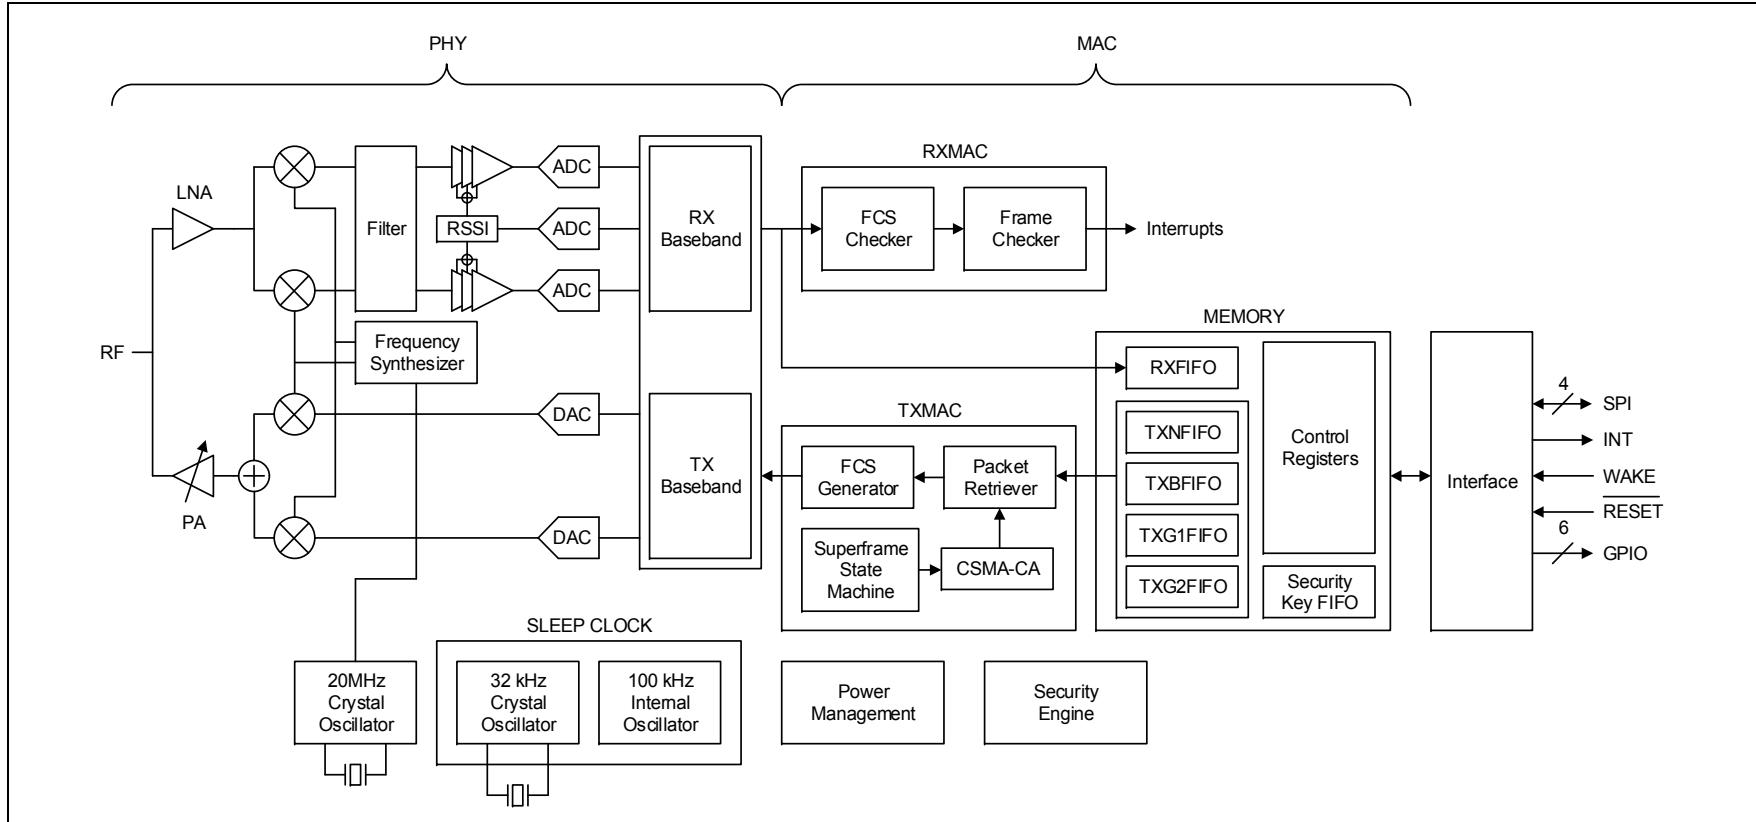 PHY
MAC
RXMAC
LNA
ADC
RX
Baseband
FCS
Checker
Frame
Checker
Interrupts
Filter
RSSI
ADC
ADC
MEMORY
RF
Frequency
Synthesizer
RXFIFO
Control
Registers
Interface
4
SPI
INT
WAKE
RESET
6
GPIO
DAC
TXMAC
TXNFIFO
TX
Baseband
FCS
Generator
Packet
Retriever
TXBFIFO
PA
DAC
TXG1FIFO
Superframe
State
Machine
CSMA-CA
TXG2FIFO
Security
Key FIFO
SLEEP CLOCK
20MHz
Crystal
Oscillator
32 kHz
Crystal
Oscillator
100 kHz
Internal
Oscillator
Power
Management
Security
Engine